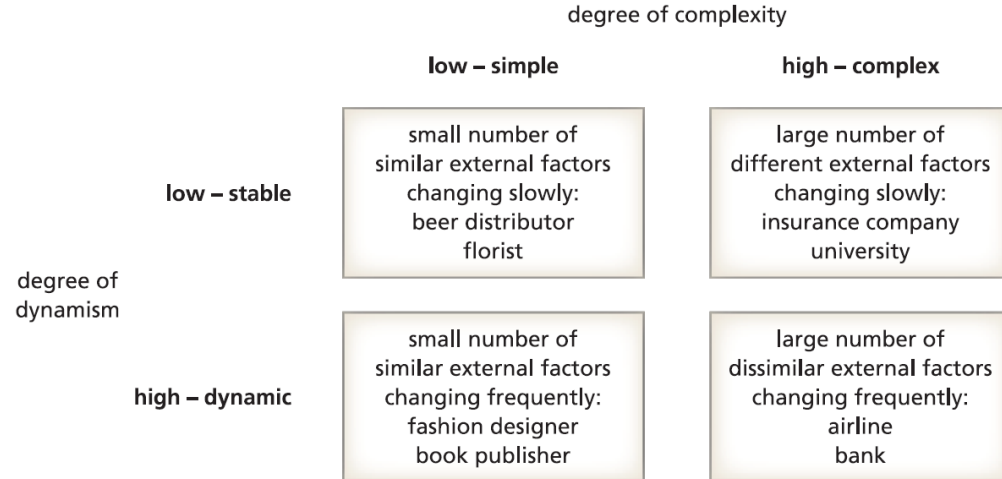 degree of complexity
low – simple
high – complex
low – stable
small number of
similar external factors
changing slowly:
beer distributor
florist
large number of
different external factors
changing slowly:
insurance company
university
degree of
dynamism
high – dynamic
small number of
similar external factors
changing frequently:
fashion designer
book publisher
large number of
dissimilar external factors
changing frequently:
airline
bank